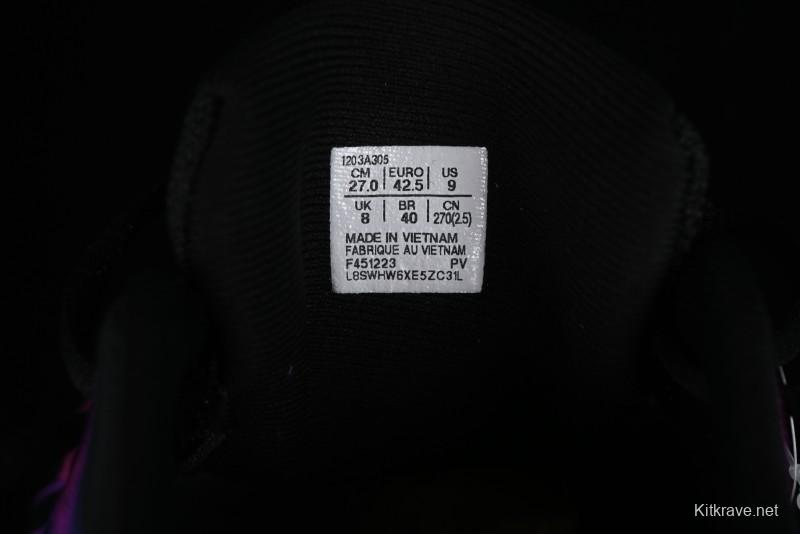 1203A305
CM EURO US
27.0 42.5 9
UK BR CN
8 40 270(2.5)
MADE IN VIETNAM
FABRIQUE AU VIETNAM
F451223 PV
L8SWHW6XE5ZC31L
Kitkrave.net